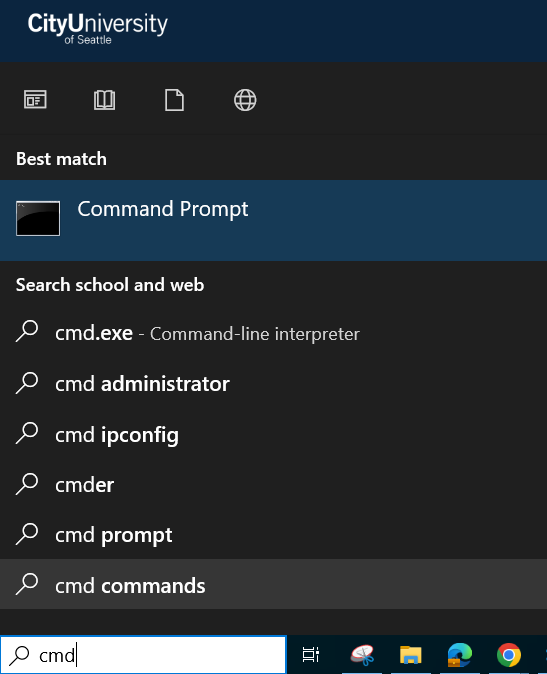 CityUniversity
of Seattle
Best match
Command Prompt
Search school and web
cmd.exe - Command-line interpreter
cmd administrator
cmd ipconfig
cmder
cmd prompt
cmd commands
cmd